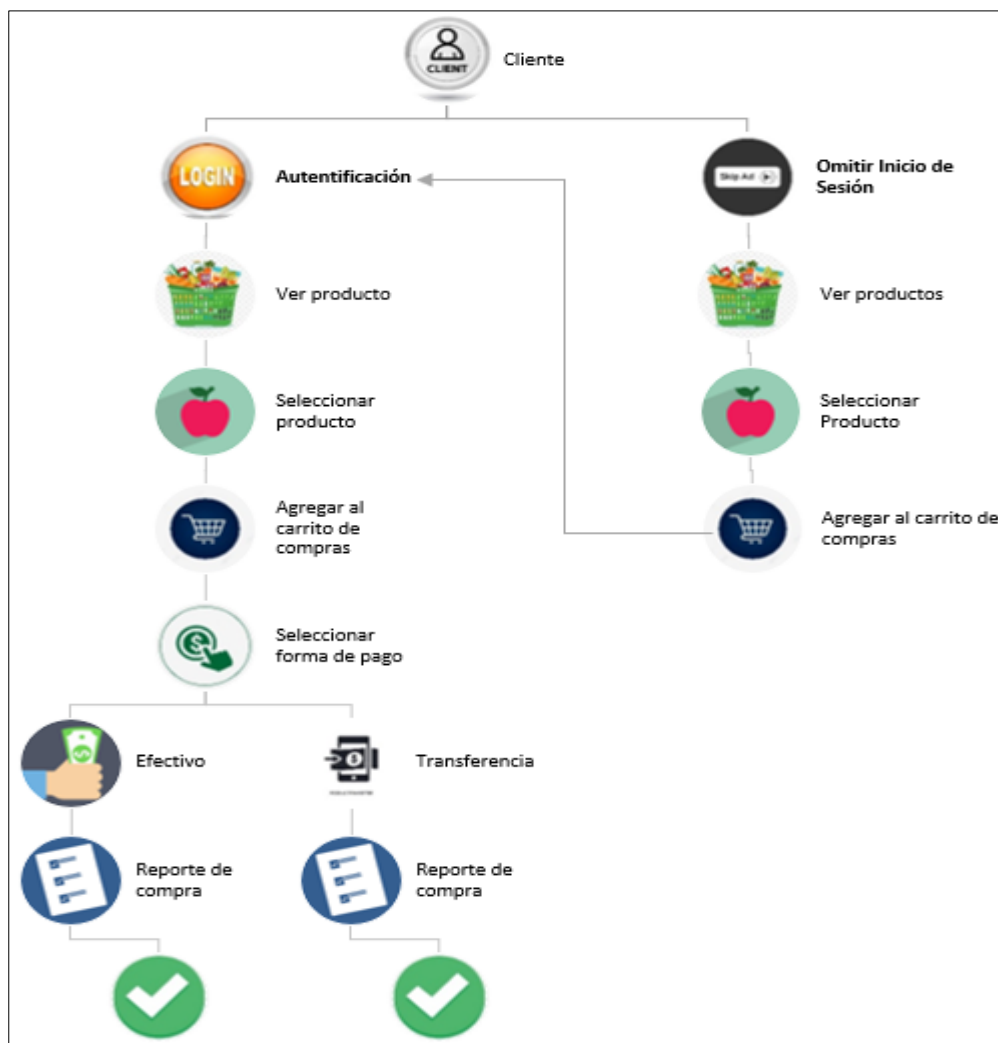 CLIENT
Cliente
LOGIN
Autentificación
Skip Ad
Omitir Inicio de
Sesión
Ver producto
Ver productos
Seleccionar
producto
Seleccionar
Producto
Agregar al
carrito de
compras
Agregar al carrito de
compras
Seleccionar
forma de pago
Efectivo
Transferencia
Reporte de
compra
Reporte de
compra